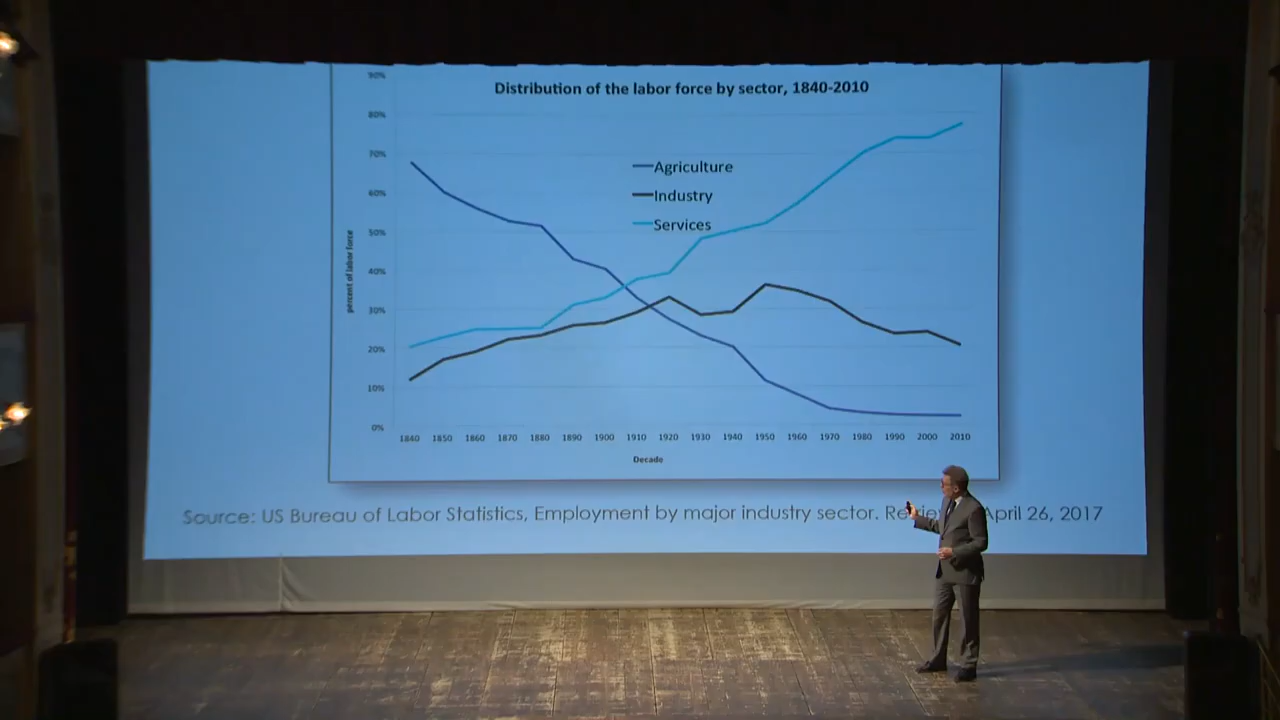 90%
Distribution of the labor force by sector, 1840-2010
80%
70%
60%
50%
40%
30%
20%
10%
0%
percent of labor force
Agriculture
Industry
Services
1840 1850 1860 1870 1880 1890 1900 1910 1920 1930 1940 1950 1960 1970 1980 1990 2000 2010
Decade
Source: US Bureau of Labor Statistics, Employment by major industry sector. April 26, 2017